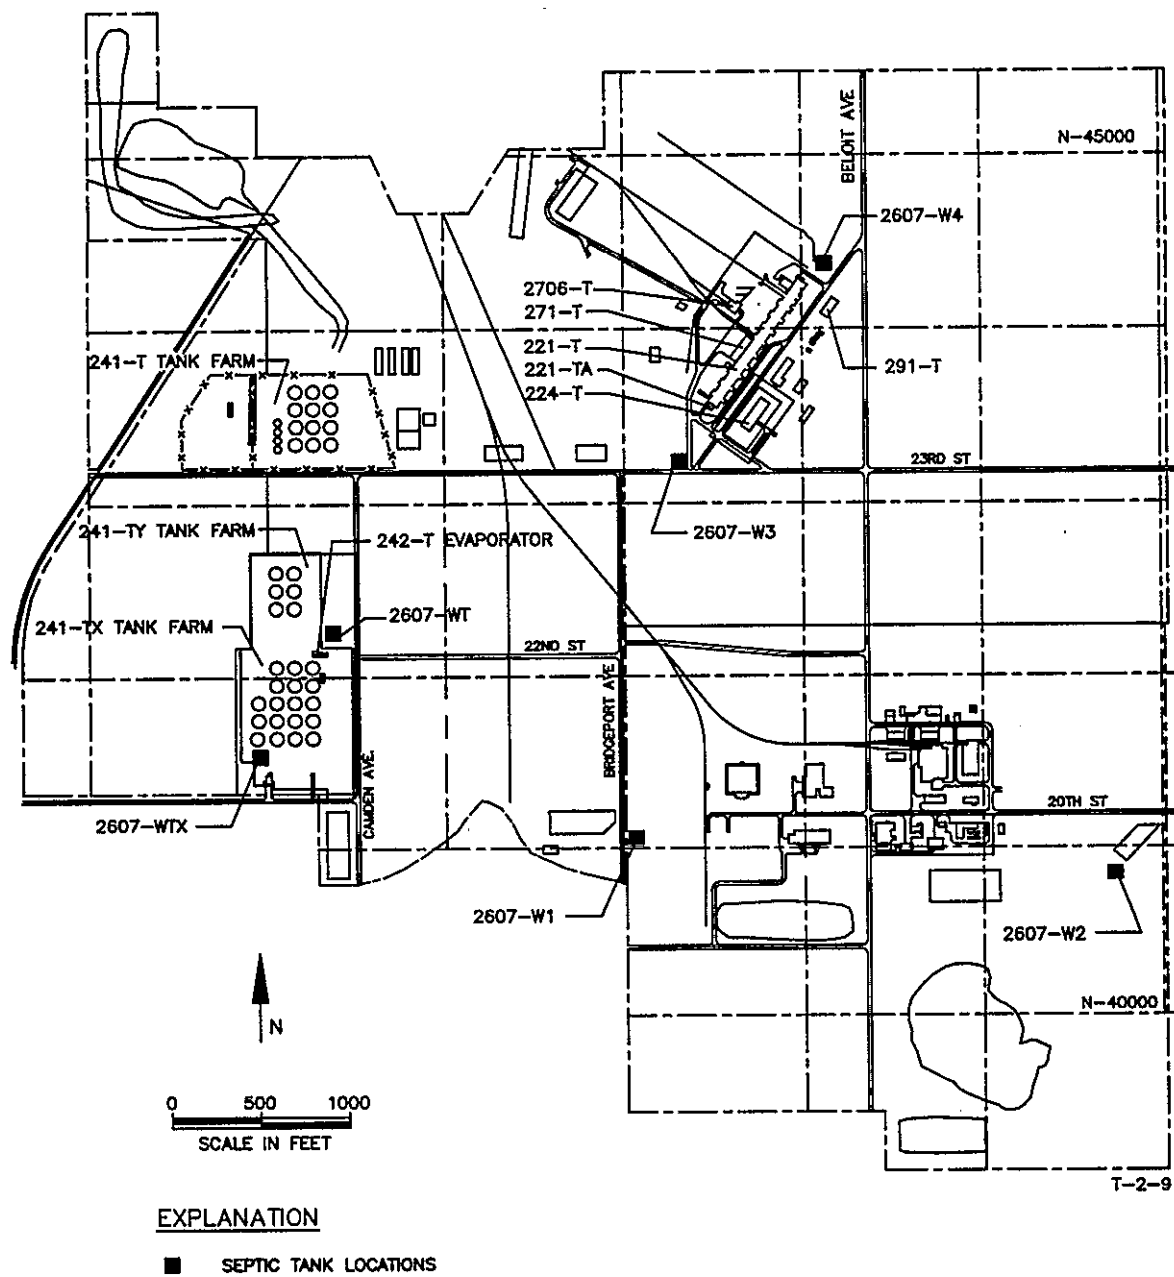 N-45000
BELOIT AVE
2607-W4
2706-T
271-T
221-T
221-TA
224-T
291-T
241-T TANK FARM
23RD ST
2607-W3
241-TY TANK FARM
242-T EVAPORATOR
2607-WT
241-TX TANK FARM
22ND ST
BRIDGEPORT AVE
CAMDEN AVE.
20TH ST
2607-WTX
2607-W1
2607-W2
N-40000
N
0 500 1000
SCALE IN FEET
T-2-9
EXPLANATION
SEPTIC TANK LOCATIONS